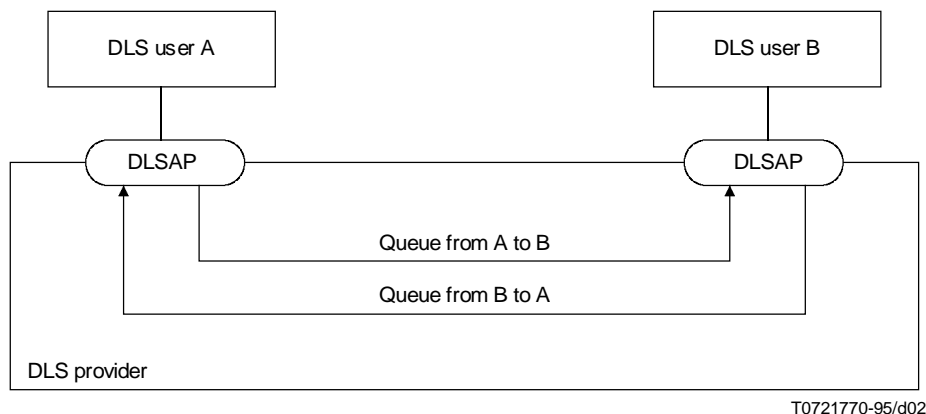 DLS user A
DLS user B
DLSAP
DLSAP
Queue from A to B
Queue from B to A
DLS provider
T0721770-95/d02